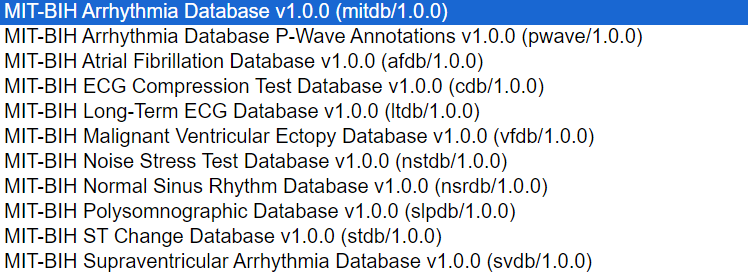 MIT-BIH Arrhythmia Database v1.0.0 (mitdb/1.0.0)
MIT-BIH Arrhythmia Database P-Wave Annotations v1.0.0 (pwave/1.0.0)
MIT-BIH Atrial Fibrillation Database v1.0.0 (afdb/1.0.0)
MIT-BIH ECG Compression Test Database v1.0.0 (cdb/1.0.0)
MIT-BIH Long-Term ECG Database v1.0.0 (ltdb/1.0.0)
MIT-BIH Malignant Ventricular Ectopy Database v1.0.0 (vfdb/1.0.0)
MIT-BIH Noise Stress Test Database v1.0.0 (nstdb/1.0.0)
MIT-BIH Normal Sinus Rhythm Database v1.0.0 (nsrdb/1.0.0)
MIT-BIH Polysomnographic Database v1.0.0 (slpdb/1.0.0)
MIT-BIH ST Change Database v1.0.0 (stdb/1.0.0)
MIT-BIH Supraventricular Arrhythmia Database v1.0.0 (svdb/1.0.0)